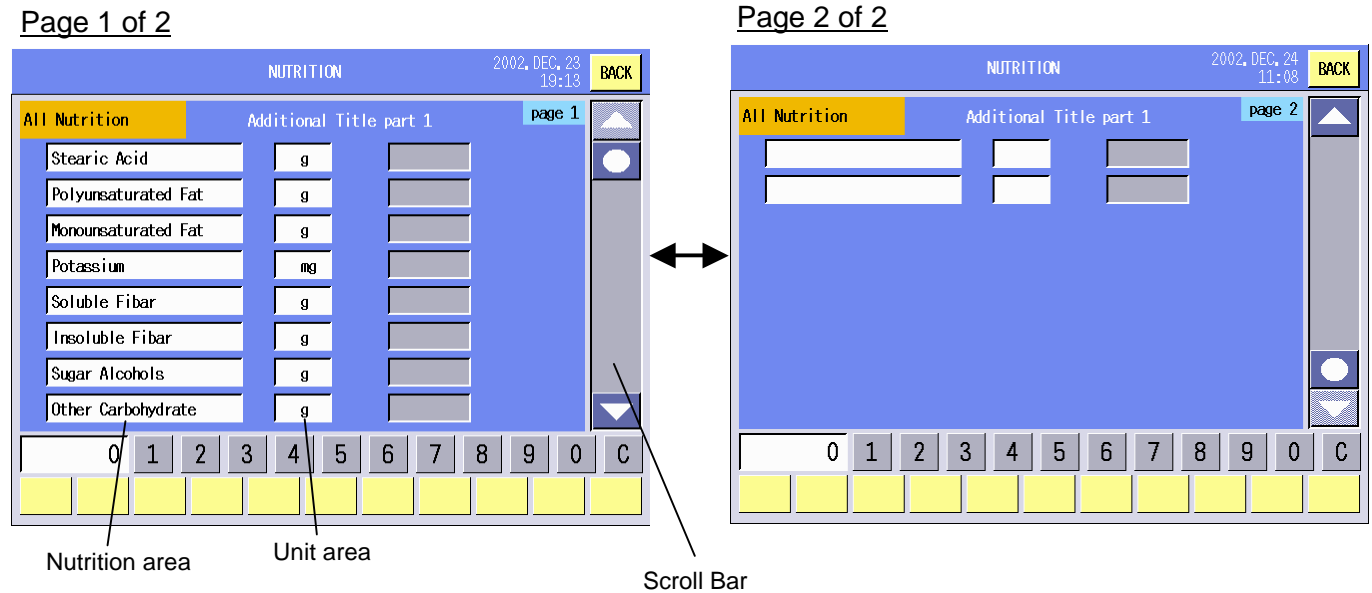 Page 1 of 2
NUTRITION
2002.DEC.23
19:13
BACK
All Nutrition
Additional Title part 1
page 1
Stearic Acid
g
Polyunsaturated Fat
g
Monounsaturated Fat
g
Potassium
mg
Soluble Fibar
g
Insoluble Fibar
g
Sugar Alcohols
g
Other Carbohydrate
g
0 1 2 3 4 5 6 7 8 9 0 C
Nutrition area
Unit area
Scroll Bar
Page 2 of 2
NUTRITION
2002.DEC.24
11:08
BACK
All Nutrition
Additional Title part 1
page 2
0 1 2 3 4 5 6 7 8 9 0 C